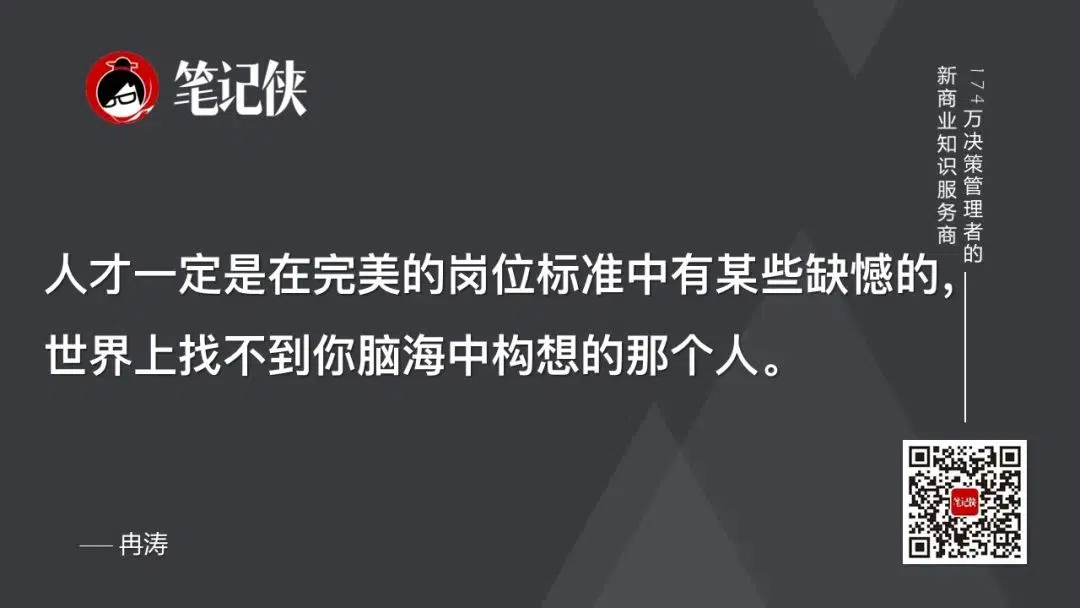 笔记侠
174万决策管理者的
新商业知识服务商
人才一定是在完美的岗位标准中有某些缺憾的，
世界上找不到你脑海中构想的那个人。
—— 冉涛
笔记侠